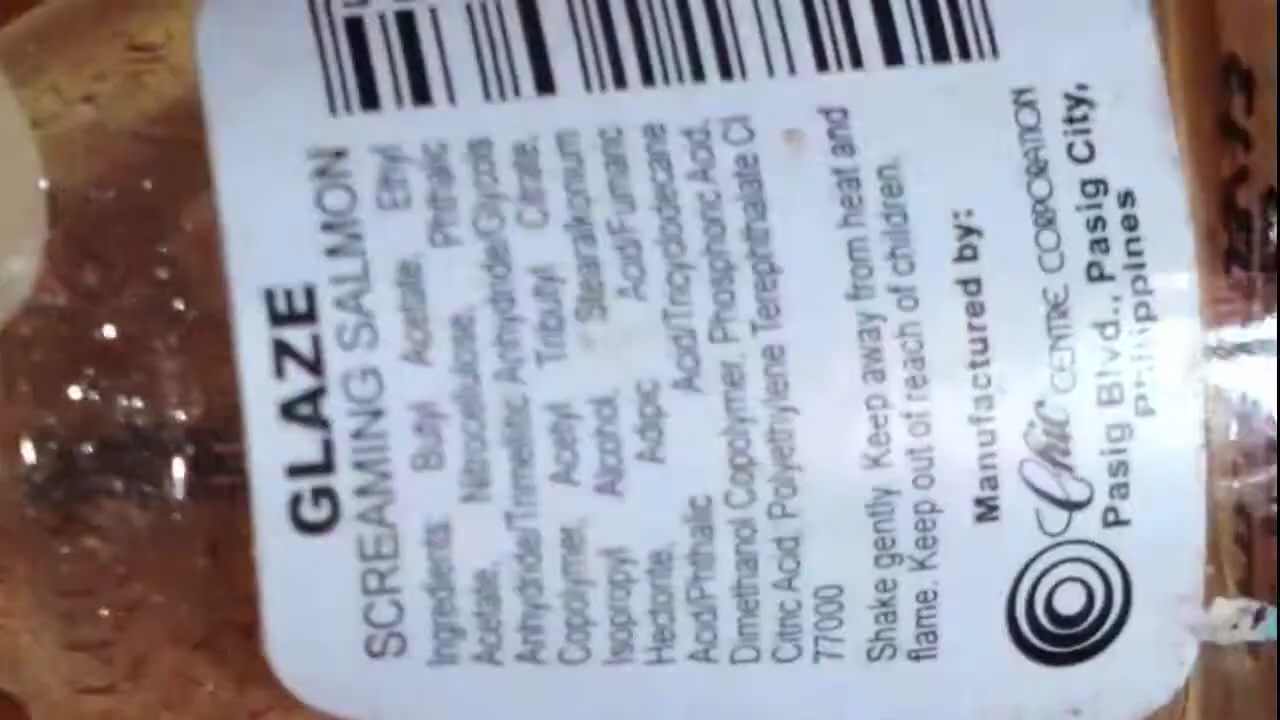 GLAZE
SCREAMING SALMON
Ingredients: Butyl Acetate, Ethyl
Acetate, Nitrocellulose, Phthalic
Anhydride/Trimellitic Anhydride/Glycols
Copolymer, Acetyl Tributyl Citrate,
Isopropyl Alcohol, Stearalkonium
Hectorite, Adipic Acid/Fumaric
Acid/Phthalic Acid/Tricyclodecane
Dimethanol Copolymer, Phosphoric Acid,
Citric Acid, Polyethylene Terephthalate CI
77000
Shake gently. Keep away from heat and
flame. Keep out of reach of children.
Manufactured by:
Chic CENTRE CORPORATION
Pasig Blvd., Pasig City,
Philippines